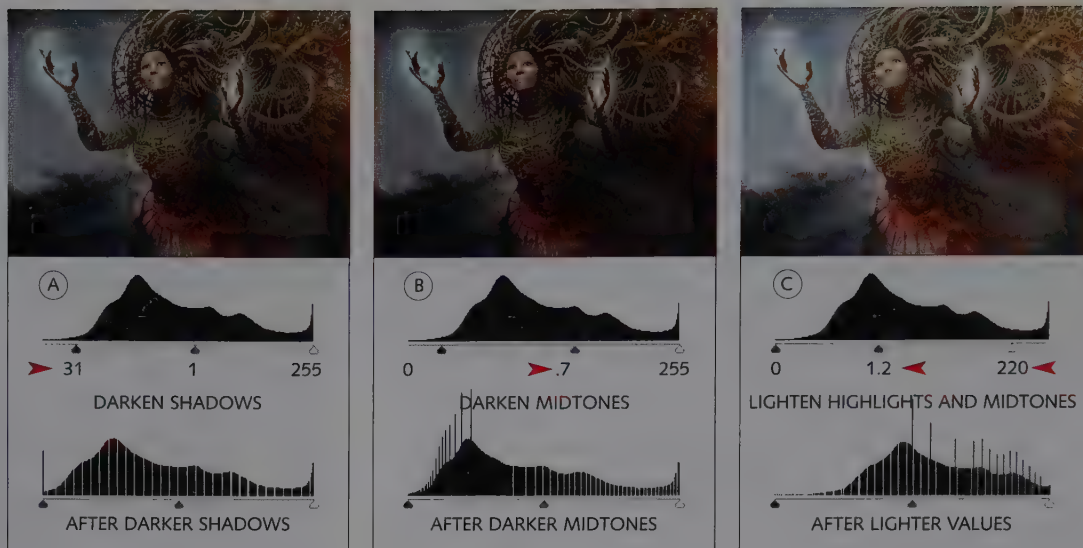 A
31 1 255
DARKEN SHADOWS
AFTER DARKER SHADOWS
B
0 .7 255
DARKEN MIDTONES
AFTER DARKER MIDTONES
C
0 1.2 220
LIGHTEN HIGHLIGHTS AND MIDTONES
AFTER LIGHTER VALUES